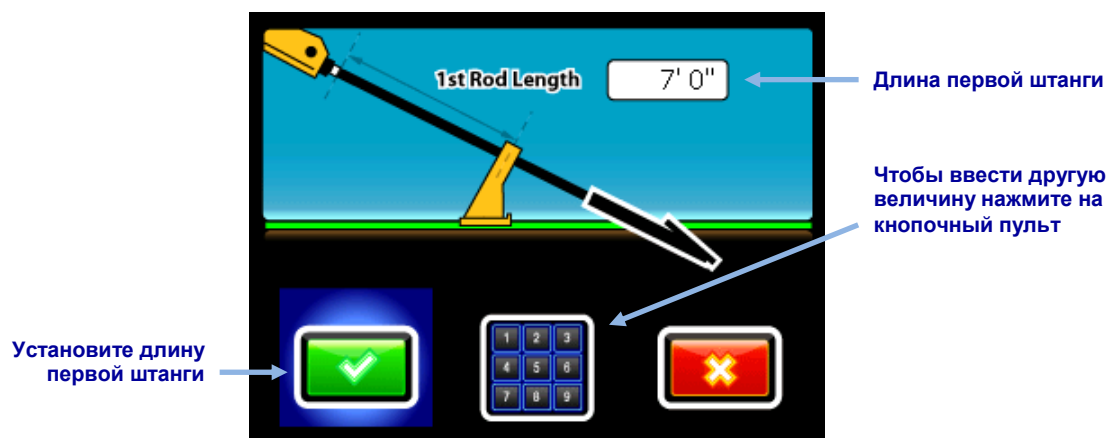 1st Rod Length
7' 0"
Длина первой штанги
Чтобы ввести другую
величину нажмите на
кнопочный пульт
Установите длину
первой штанги
1 2 3
4 5 6
7 8 9